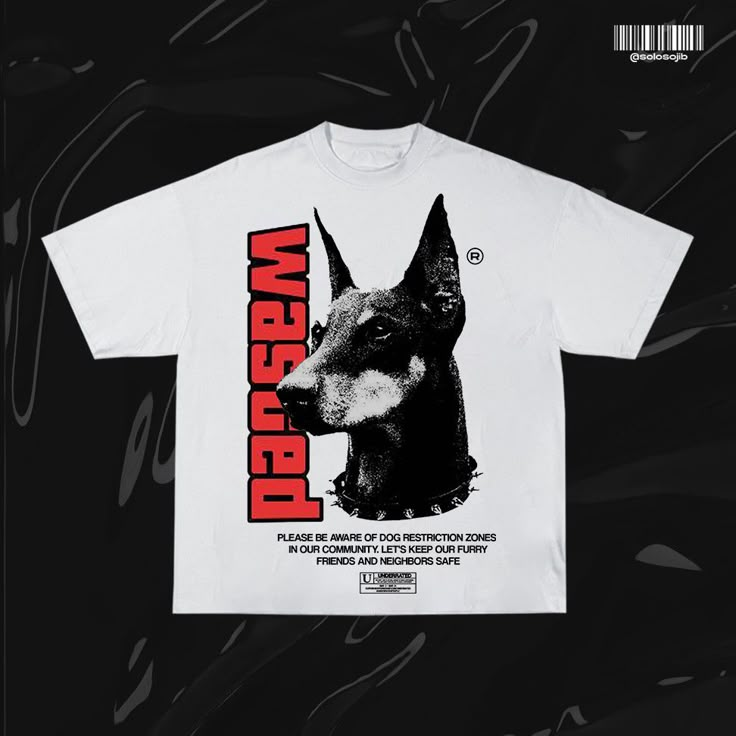 @solosojib
wasted
®
PLEASE BE AWARE OF DOG RESTRICTION ZONES
IN OUR COMMUNITY. LET'S KEEP OUR FURRY
FRIENDS AND NEIGHBORS SAFE
U UNDERRATED